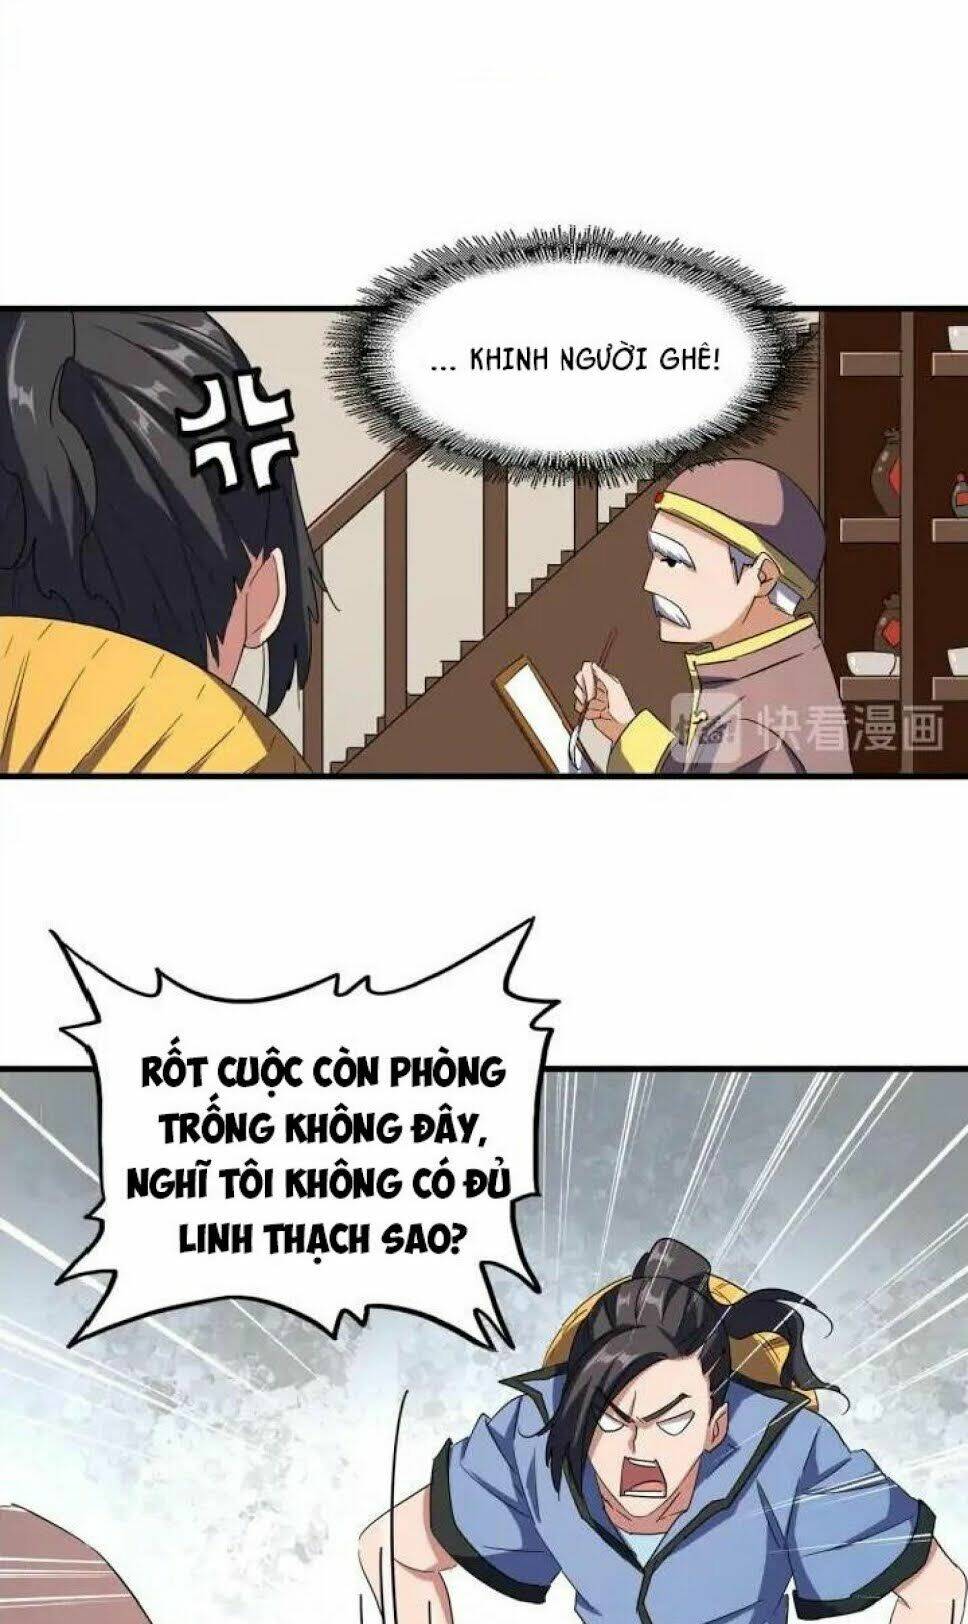 ... KHINH NGƯỜI GHÊ!
快看漫画
RỐT CUỘC CÒN PHÒNG
TRỐNG KHÔNG ĐÂY,
NGHĨ TÔI KHÔNG CÓ ĐỦ
LINH THẠCH SAO?